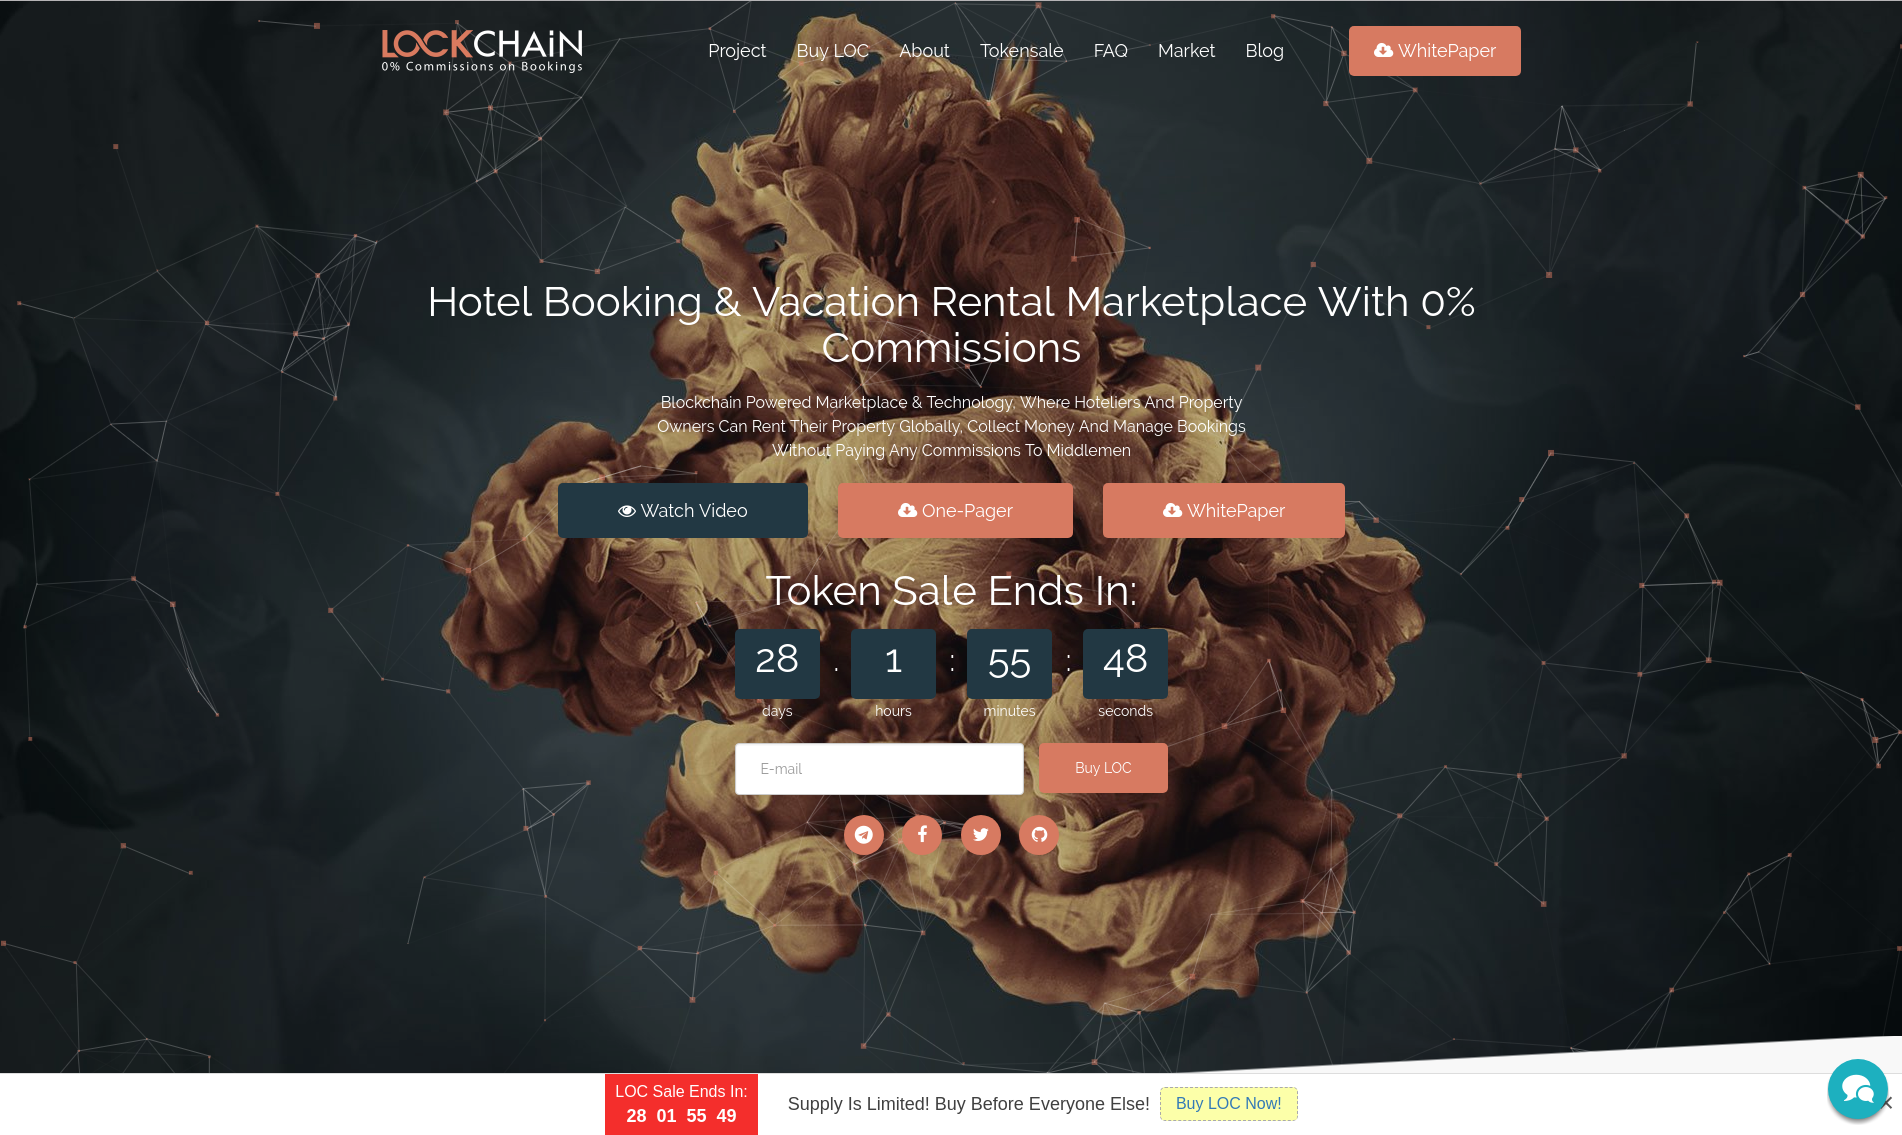 LOCKCHAiN
0% Commissions on Bookings
Project Buy LOC About Tokensale FAQ Market Blog WhitePaper
Hotel Booking & Vacation Rental Marketplace With 0%
Commissions
Blockchain Powered Marketplace & Technology, Where Hoteliers And Property
Owners Can Rent Their Property Globally, Collect Money And Manage Bookings
Without Paying Any Commissions To Middlemen
Watch Video One-Pager WhitePaper
Token Sale Ends In:
28 . 1 : 55 : 48
days hours minutes seconds
E-mail Buy LOC
LOC Sale Ends In:
28 01 55 49
Supply Is Limited! Buy Before Everyone Else! Buy LOC Now!